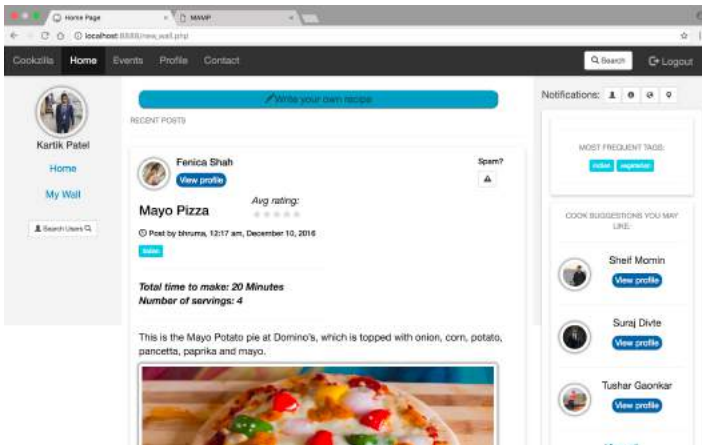 Home Page
MAMP
localhost:8888/new_wall.php
Cookzilla Home Events Profile Contact
Search
Logout
Kartik Patel
Home
My Wall
Search Users
Write your own recipe
RECENT POSTS
Fenica Shah
View profile
Spam?
Mayo Pizza
Avg rating:
Post by bhruma, 12:17 am, December 10, 2016
Total time to make: 20 Minutes
Number of servings: 4
This is the Mayo Potato pie at Domino's, which is topped with onion, corn, potato,
pancetta, paprika and mayo.
Notifications:
MOST FREQUENT TAGS:
indian vegetarian
COOK SUGGESTIONS YOU MAY
LIKE:
Sheif Momin
View profile
Suraj Divte
View profile
Tushar Gaonkar
View profile